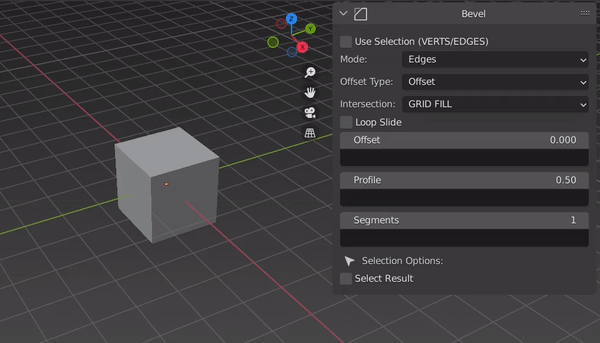 Bevel
Z
Y
X
Use Selection (VERTS/EDGES)
Mode: Edges
Offset Type: Offset
Intersection: GRID FILL
Loop Slide
Offset 0.000
Profile 0.50
Segments 1
Selection Options:
Select Result